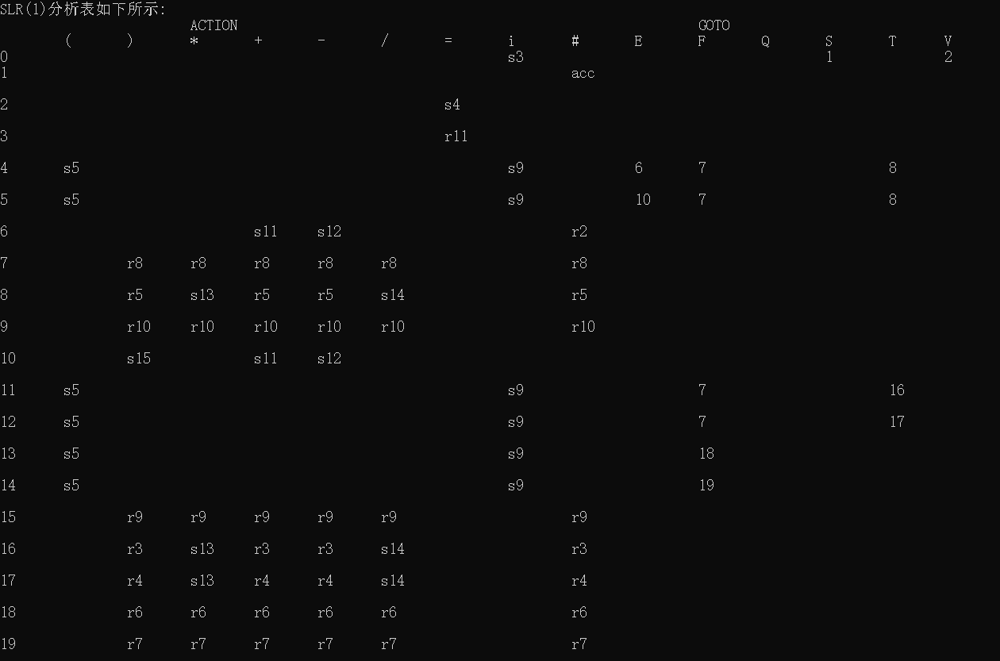 SLR(1)分析表如下所示:
ACTION GOTO
( ) * + - / = i # E F Q S T V
0 s3 1 2
1 acc
2 s4
3 r11
4 s5 s9 6 7 8
5 s5 s9 10 7 8
6 s11 s12 r2
7 r8 r8 r8 r8 r8 r8
8 r5 s13 r5 r5 s14 r5
9 r10 r10 r10 r10 r10 r10
10 s15 s11 s12
11 s5 s9 7 16
12 s5 s9 7 17
13 s5 s9 18
14 s5 s9 19
15 r9 r9 r9 r9 r9 r9
16 r3 s13 r3 r3 s14 r3
17 r4 s13 r4 r4 s14 r4
18 r6 r6 r6 r6 r6 r6
19 r7 r7 r7 r7 r7 r7